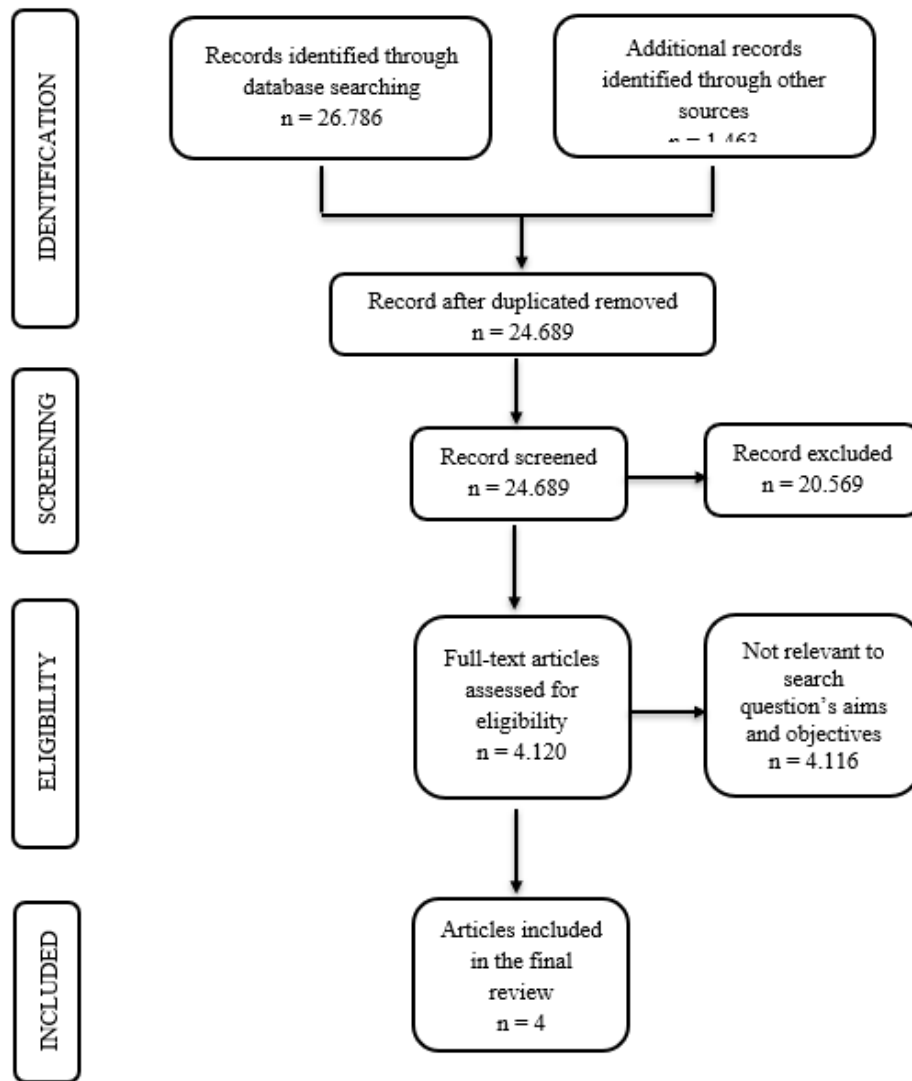 IDENTIFICATION
Records identified through
database searching
n = 26.786
Additional records
identified through other
sources
n = 1.463
Record after duplicated removed
n = 24.689
SCREENING
Record screened
n = 24.689
Record excluded
n = 20.569
ELIGIBILITY
Full-text articles
assessed for
eligibility
n = 4.120
Not relevant to
search
question’s aims
and objectives
n = 4.116
INCLUDED
Articles included
in the final
review
n = 4